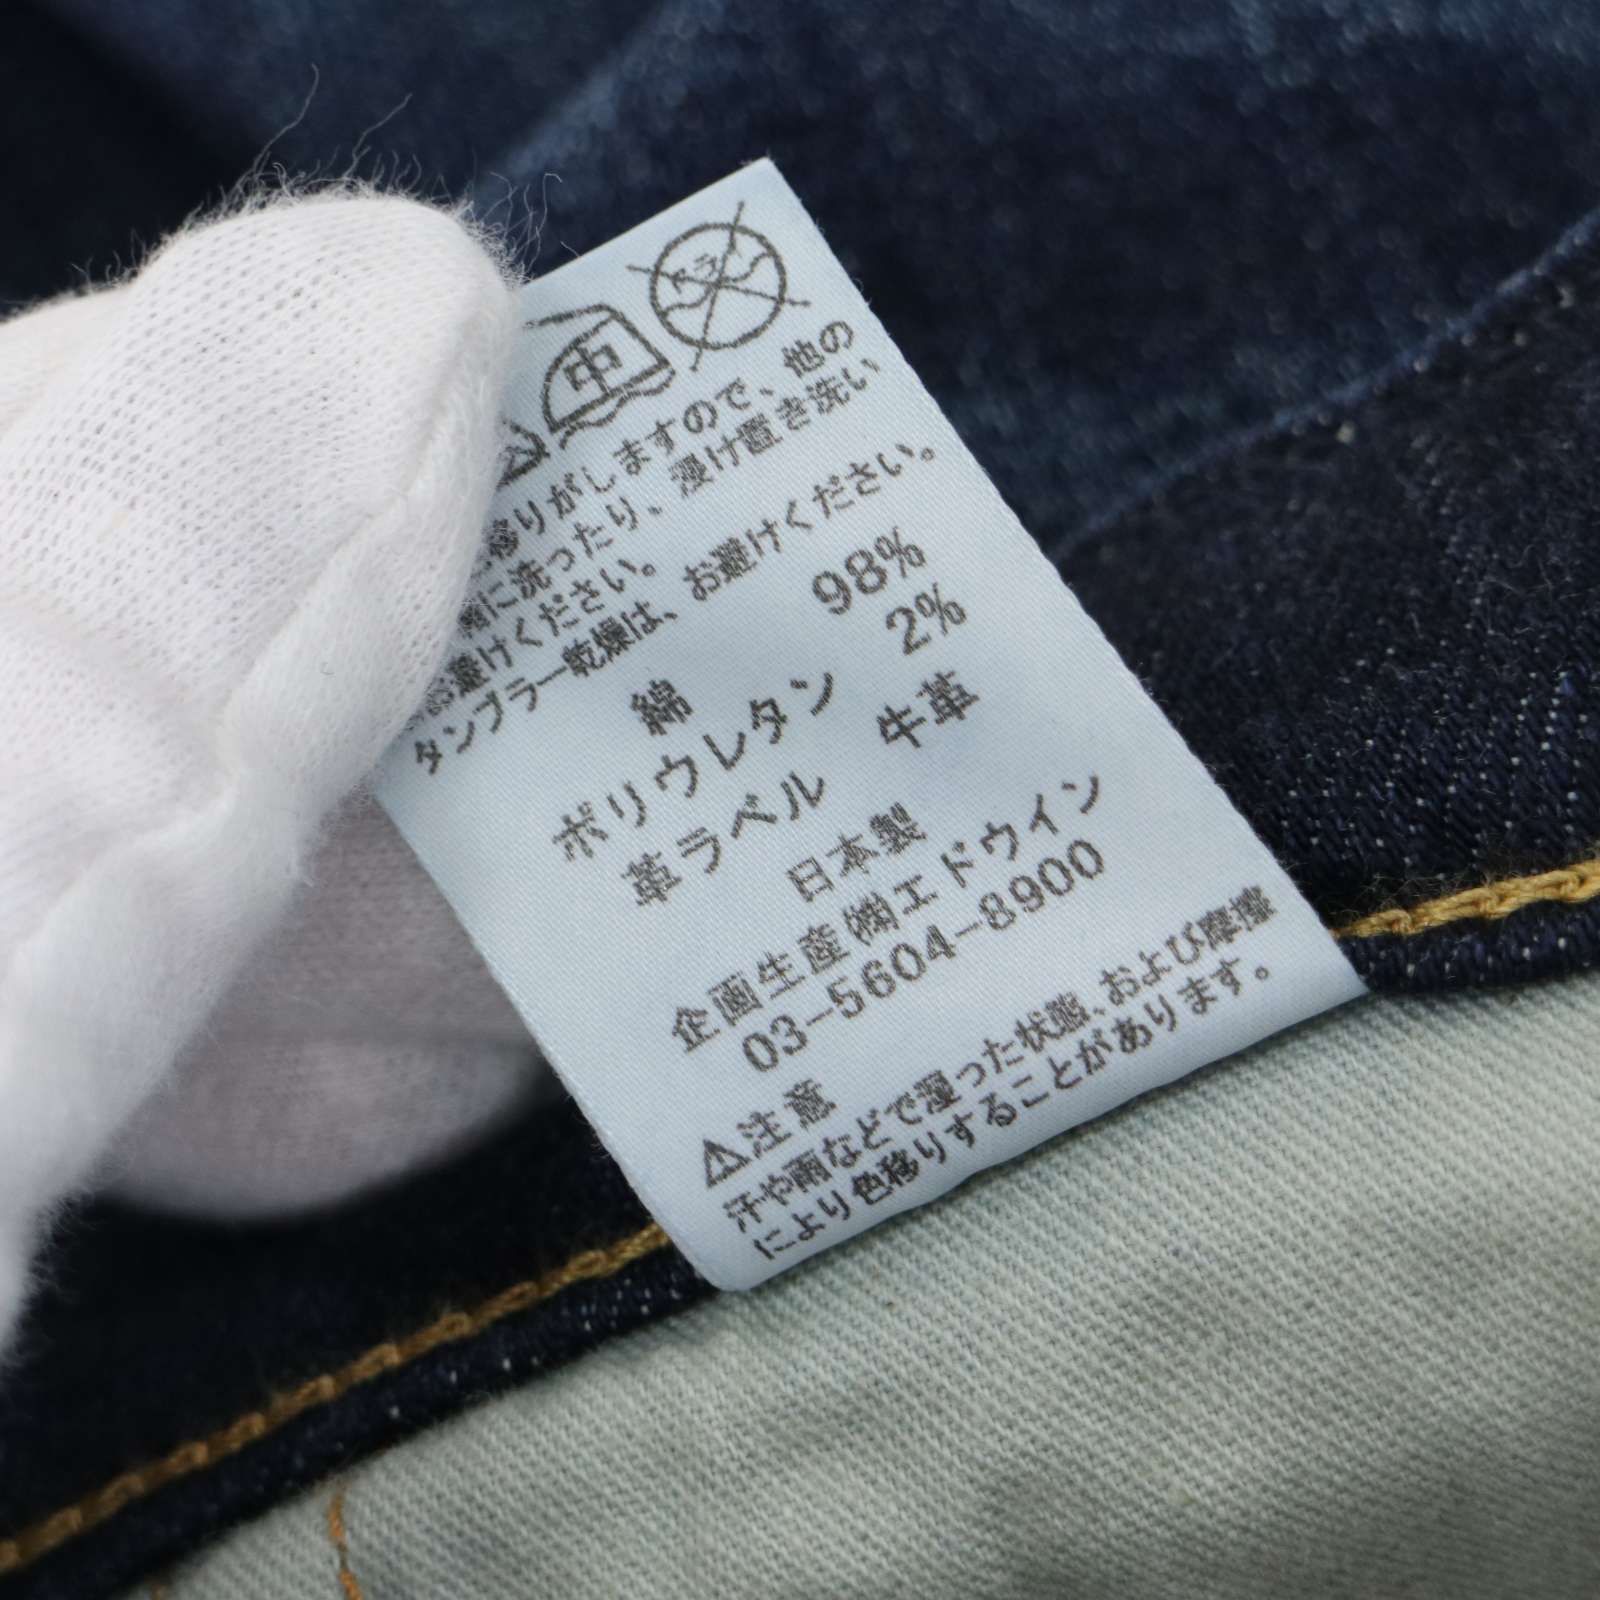 ドライ
中
移りがしますので、他の
に洗ったり、浸け置き洗い
避けください。
タンブラー乾燥は、お避けください。
綿 98%
ポリウレタン 2%
革ラベル 牛革
日本製
企画生産㈱エドウイン
03-5604-8900
⚠注意
汗や雨などで湿った状態、および摩擦
により色移りすることがあります。